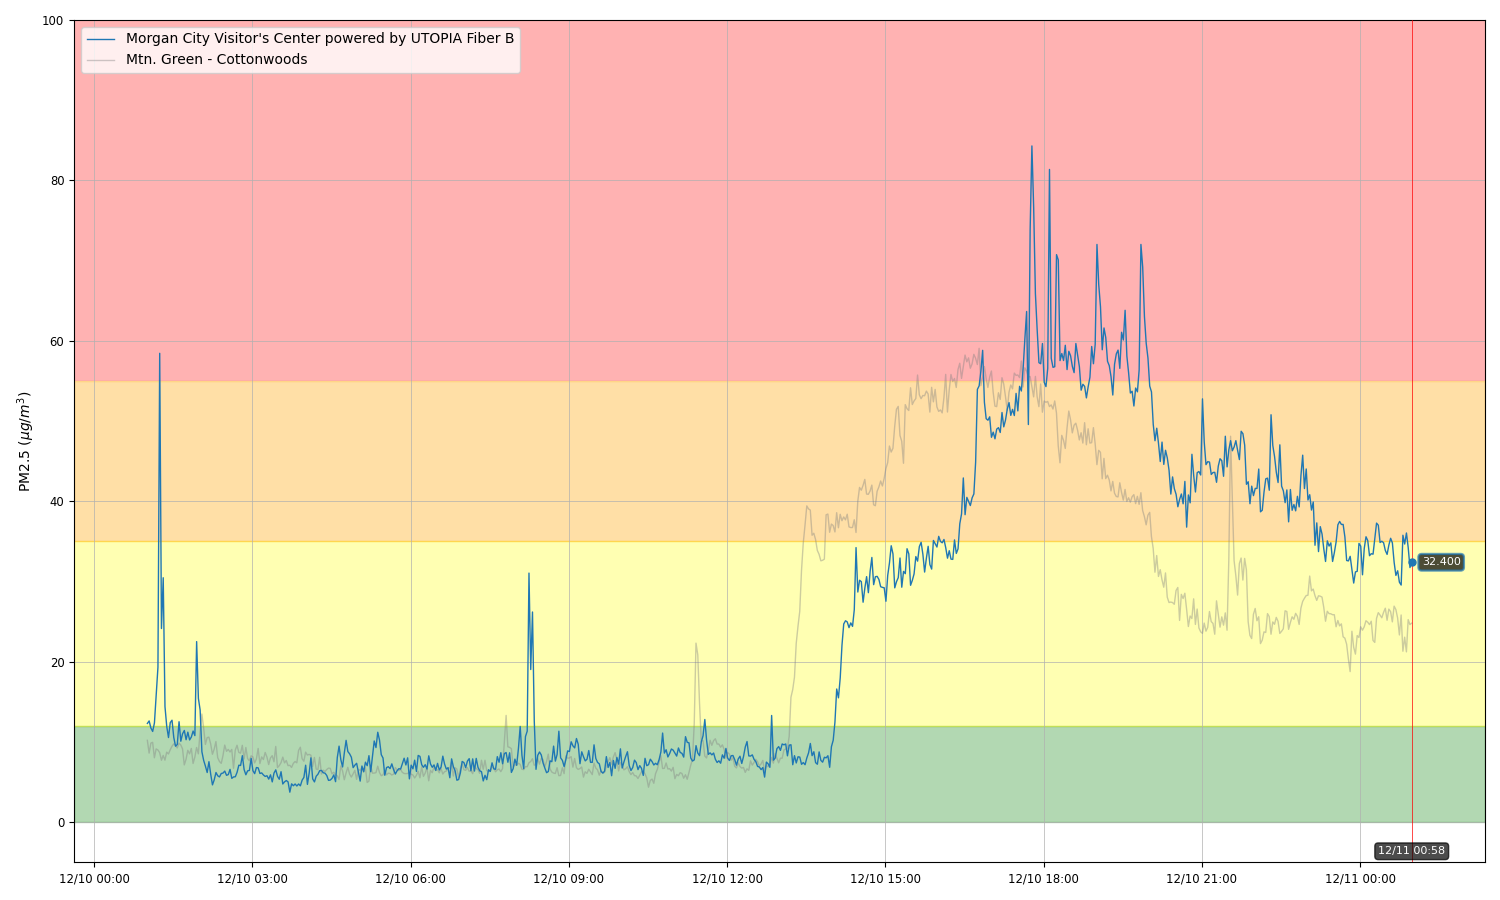 100
Morgan City Visitor's Center powered by UTOPIA Fiber B
Mtn. Green - Cottonwoods
80
60
PM2.5 (μg/m³)
40
32.400
20
0
12/11 00:58
12/10 00:00 12/10 03:00 12/10 06:00 12/10 09:00 12/10 12:00 12/10 15:00 12/10 18:00 12/10 21:00 12/11 00:00